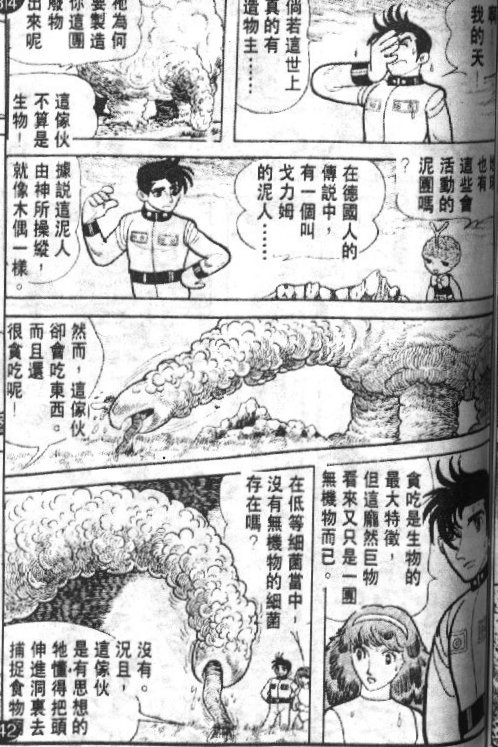 我的天！
倘若這世上
真的有
造物主……
祂為何
要製造
你這團
廢物
出來呢
這傢伙
不算是
生物！
也有
這些會
活動的
泥團嗎
？
在德國人的
傳說中，
有一個叫
戈力姆
的泥人……
據說這泥人
由神所操縱，
就像木偶一樣。
然而，這傢伙
卻會吃東西。
而且還
很貪吃呢！
貪吃是生物的
最大特徵，
但這龐然巨物
看來又只是一團
無機物而已。
在低等細菌當中，
沒有無機物的細菌
存在嗎？
沒有。
況且，
這傢伙
是有思想的
牠懂得把頭
伸進洞裏去
捕捉食物
42